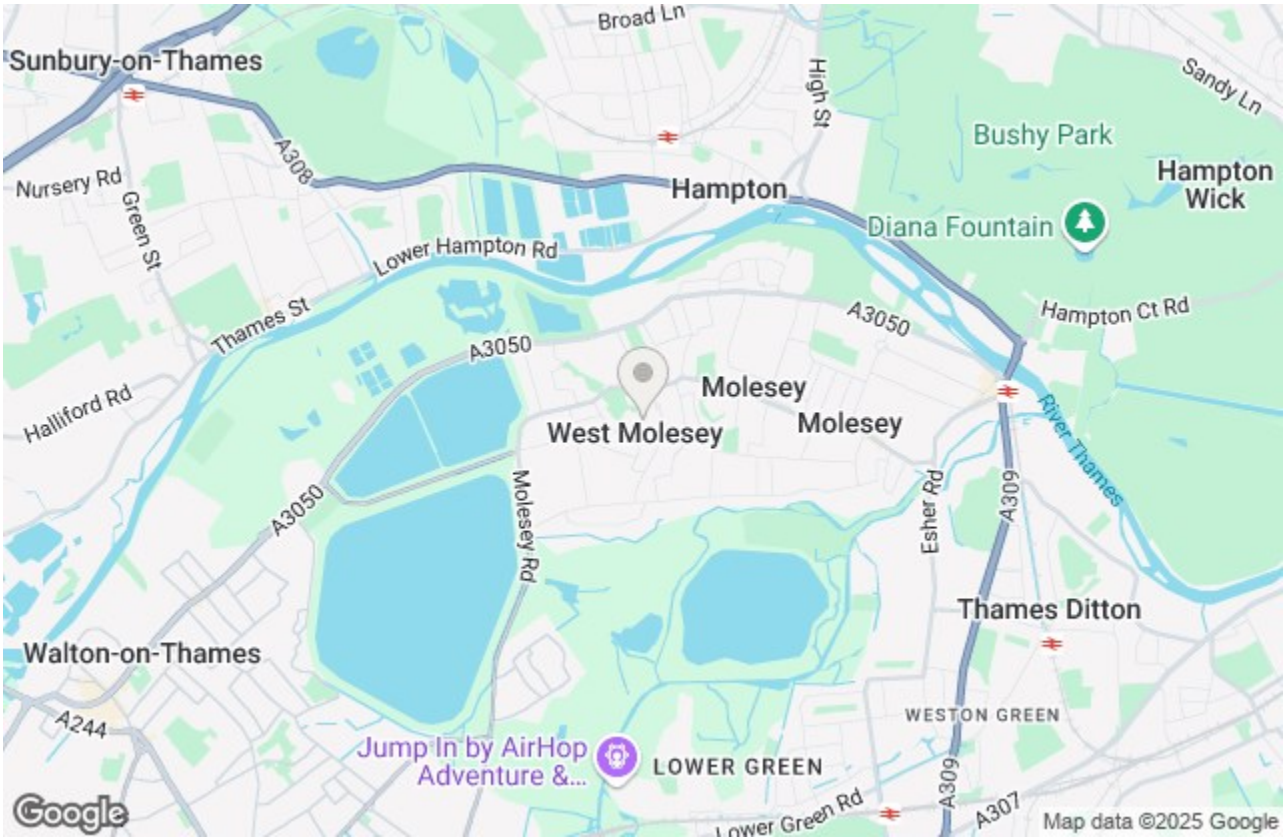 Broad Ln
Sunbury-on-Thames
High St
Sandy Ln
Bushy Park
A308
Nursery Rd
Hampton
Hampton
Wick
Green St
Diana Fountain
Lower Hampton Rd
Thames St
Hampton Ct Rd
A3050
A3050
Halliford Rd
Molesey
Molesey
West Molesey
River Thames
A3050
Molesey Rd
Esher Rd
A309
Thames Ditton
Walton-on-Thames
A244
WESTON GREEN
Jump In by AirHop
Adventure &...
LOWER GREEN
A309
A307
Lower Green Rd
Google
Map data ©2025 Google